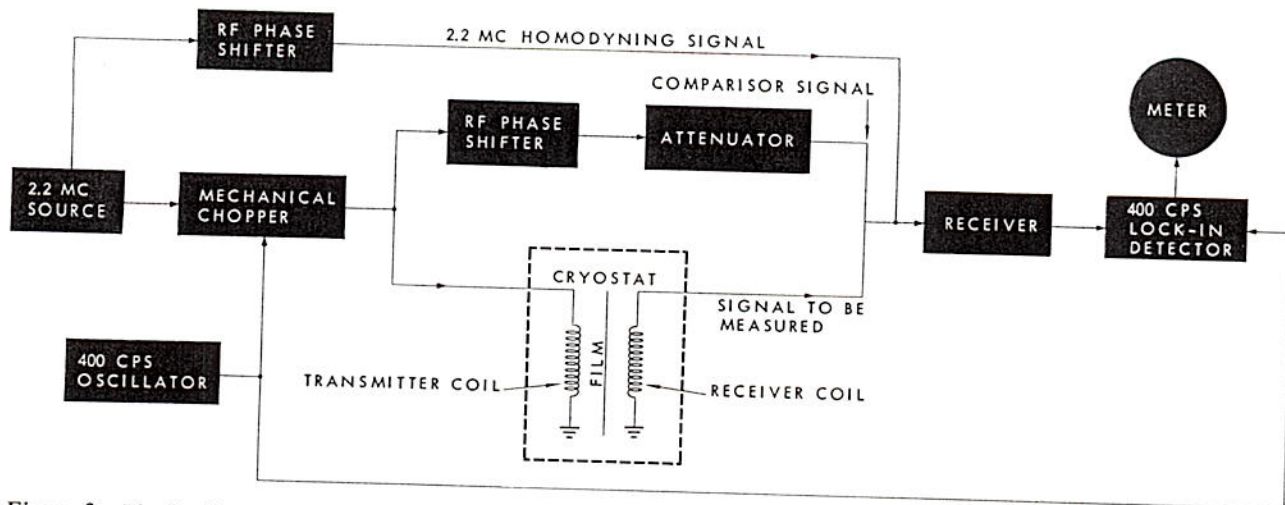 RF PHASE
SHIFTER
2.2 MC HOMODYNING SIGNAL
COMPARISOR SIGNAL
METER
RF PHASE
SHIFTER
ATTENUATOR
2.2 MC
SOURCE
MECHANICAL
CHOPPER
RECEIVER
400 CPS
LOCK-IN
DETECTOR
CRYOSTAT
SIGNAL TO BE
MEASURED
400 CPS
OSCILLATOR
TRANSMITTER COIL
FILM
RECEIVER COIL